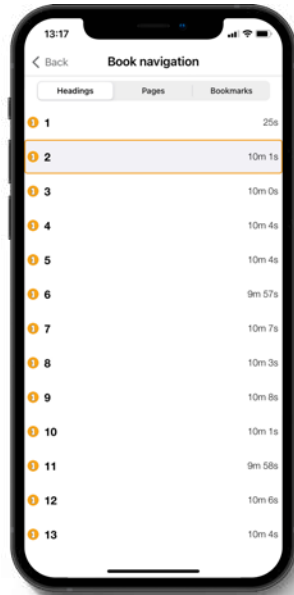 13:17
Back Book navigation
Headings Pages Bookmarks
1 25s
2 10m 1s
3 10m 0s
4 10m 4s
5 10m 4s
6 9m 57s
7 10m 7s
8 10m 3s
9 10m 8s
10 10m 1s
11 9m 58s
12 10m 6s
13 10m 4s